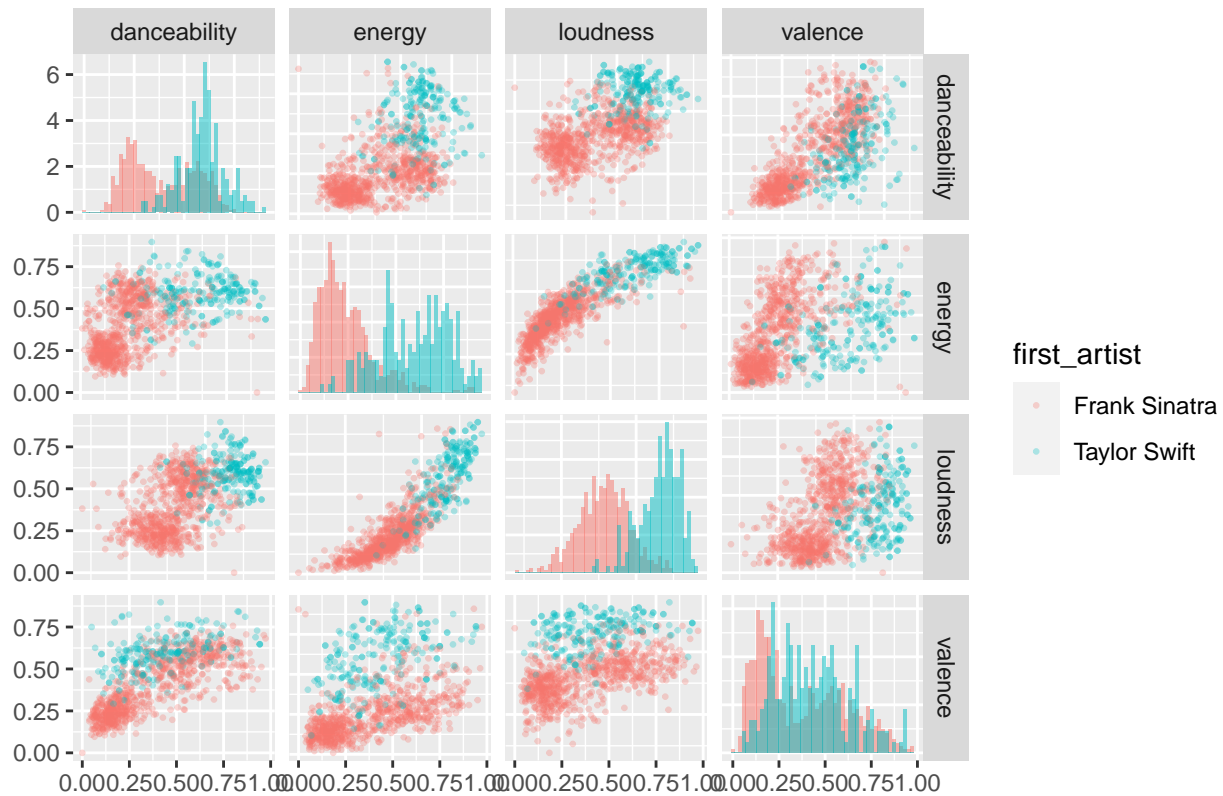 danceability energy loudness valence
6
4
2
0
danceability
0.75
0.50
0.25
0.00
energy
0.75
0.50
0.25
0.00
loudness
0.75
0.50
0.25
0.00
valence
0.000.250.500.751.00 0.000.250.500.751.00 0.000.250.500.751.00 0.000.250.500.751.00
first_artist
Frank Sinatra
Taylor Swift